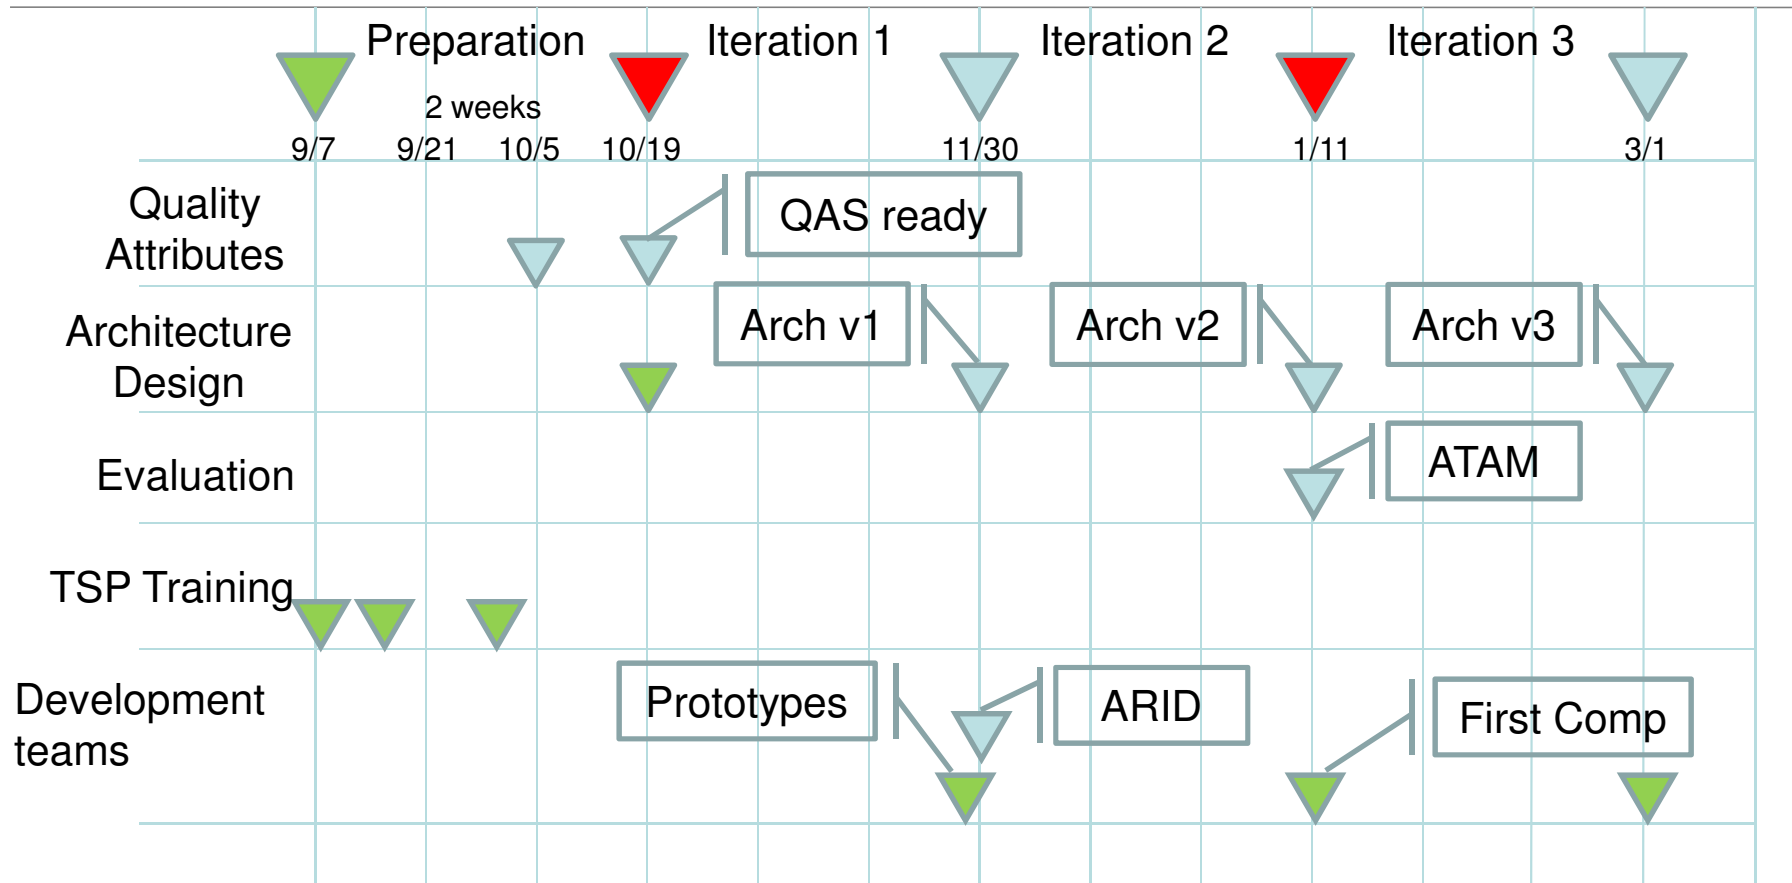 Preparation
Iteration 1
Iteration 2
Iteration 3
2 weeks
9/7
9/21
10/5
10/19
11/30
1/11
3/1
Quality
Attributes
QAS ready
Architecture
Design
Arch v1
Arch v2
Arch v3
Evaluation
ATAM
TSP Training
Development
teams
Prototypes
ARID
First Comp